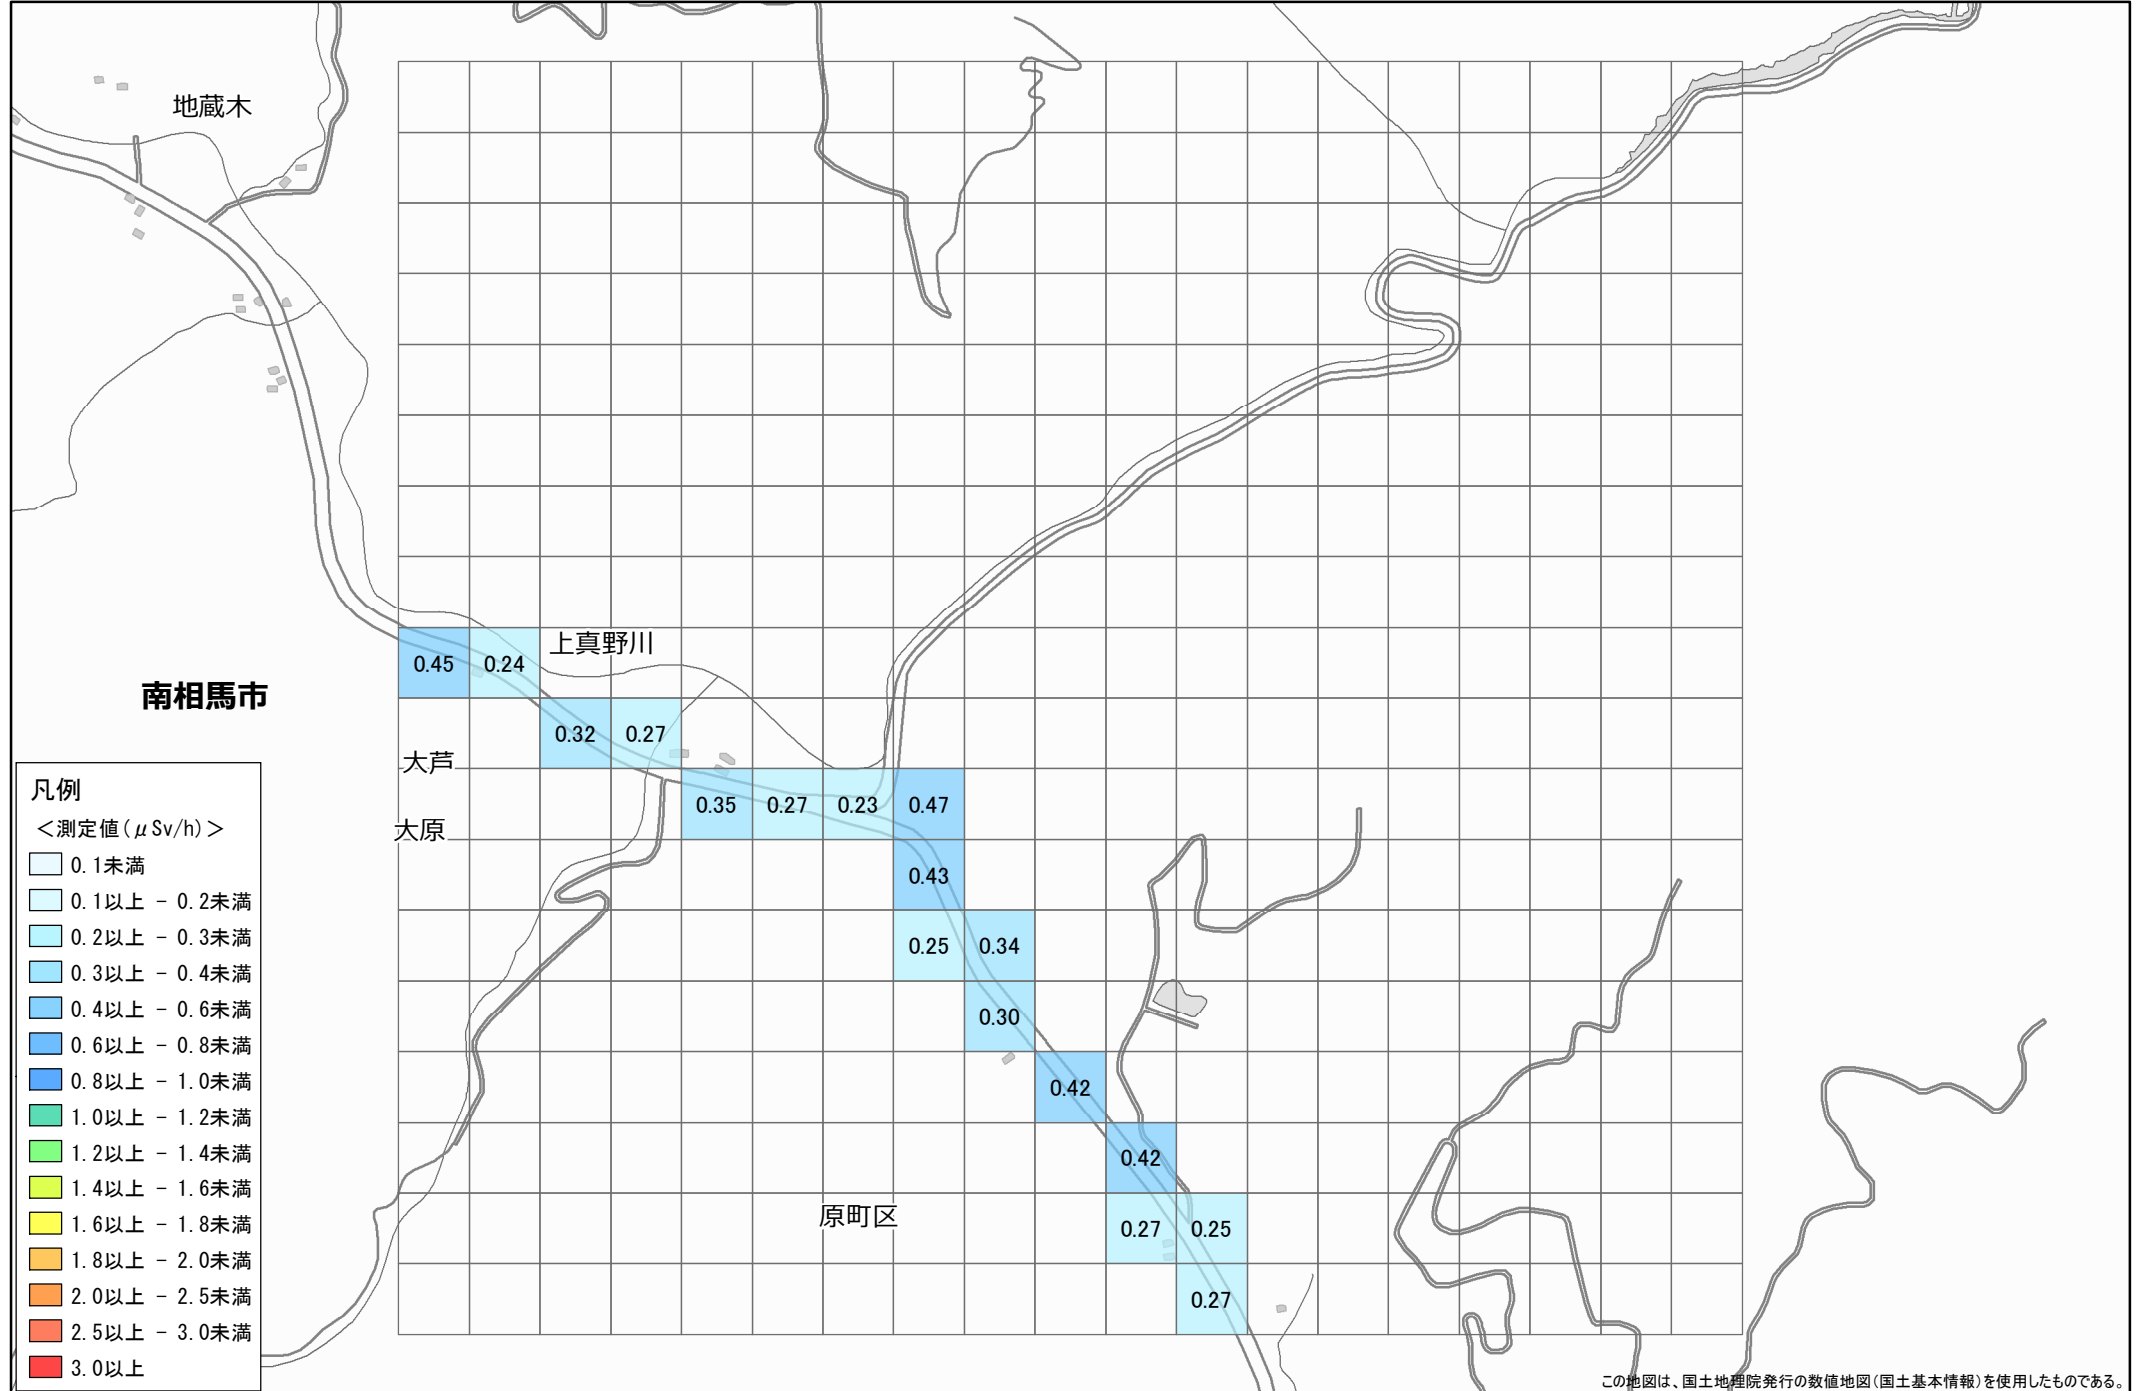 地蔵木
0.45
0.24
上真野川
南相馬市
0.32
0.27
大芦
0.35
0.27
0.23
0.47
大原
0.43
0.25
0.34
0.30
0.42
0.42
原町区
0.27
0.25
0.27
凡例
＜測定値（μSv/h）＞
0.1未満
0.1以上 - 0.2未満
0.2以上 - 0.3未満
0.3以上 - 0.4未満
0.4以上 - 0.6未満
0.6以上 - 0.8未満
0.8以上 - 1.0未満
1.0以上 - 1.2未満
1.2以上 - 1.4未満
1.4以上 - 1.6未満
1.6以上 - 1.8未満
1.8以上 - 2.0未満
2.0以上 - 2.5未満
2.5以上 - 3.0未満
3.0以上
この地図は、国土地理院発行の数値地図（国土基本情報）を使用したものである。